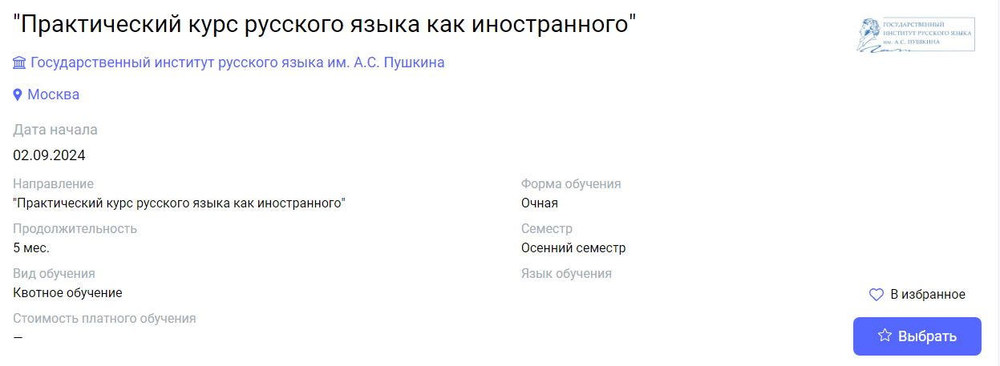 "Практический курс русского языка как иностранного"
ГОСУДАРСТВЕННЫЙ
ИНСТИТУТ РУССКОГО ЯЗЫКА
ИМ. А.С. ПУШКИНА
Государственный институт русского языка им. А.С. Пушкина
Москва
Дата начала
02.09.2024
Направление
"Практический курс русского языка как иностранного"
Форма обучения
Очная
Продолжительность
5 мес.
Семестр
Осенний семестр
Вид обучения
Квотное обучение
Язык обучения
Стоимость платного обучения
—
В избранное
Выбрать